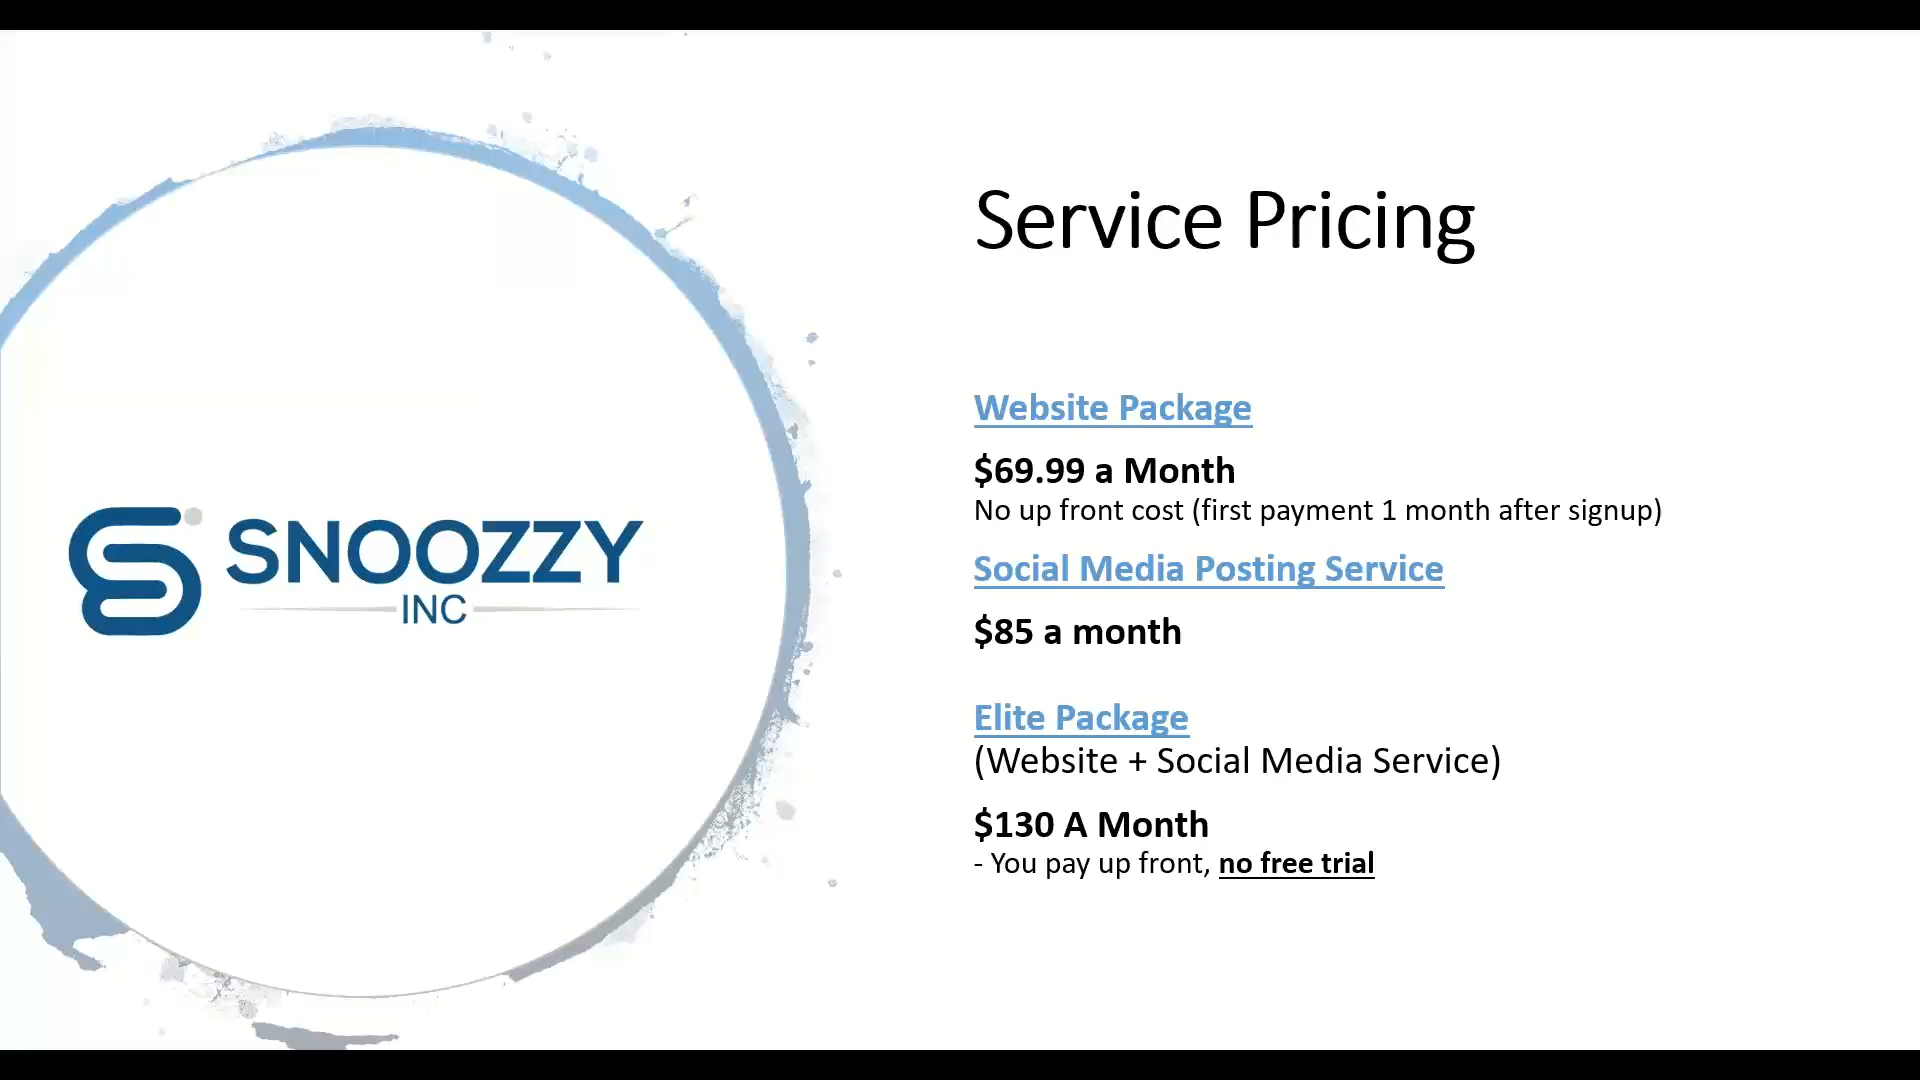 Service Pricing
Website Package
$69.99 a Month
No up front cost (first payment 1 month after signup)
Social Media Posting Service
$85 a month
Elite Package
(Website + Social Media Service)
$130 A Month
- You pay up front, no free trial
SNOOZZY
INC